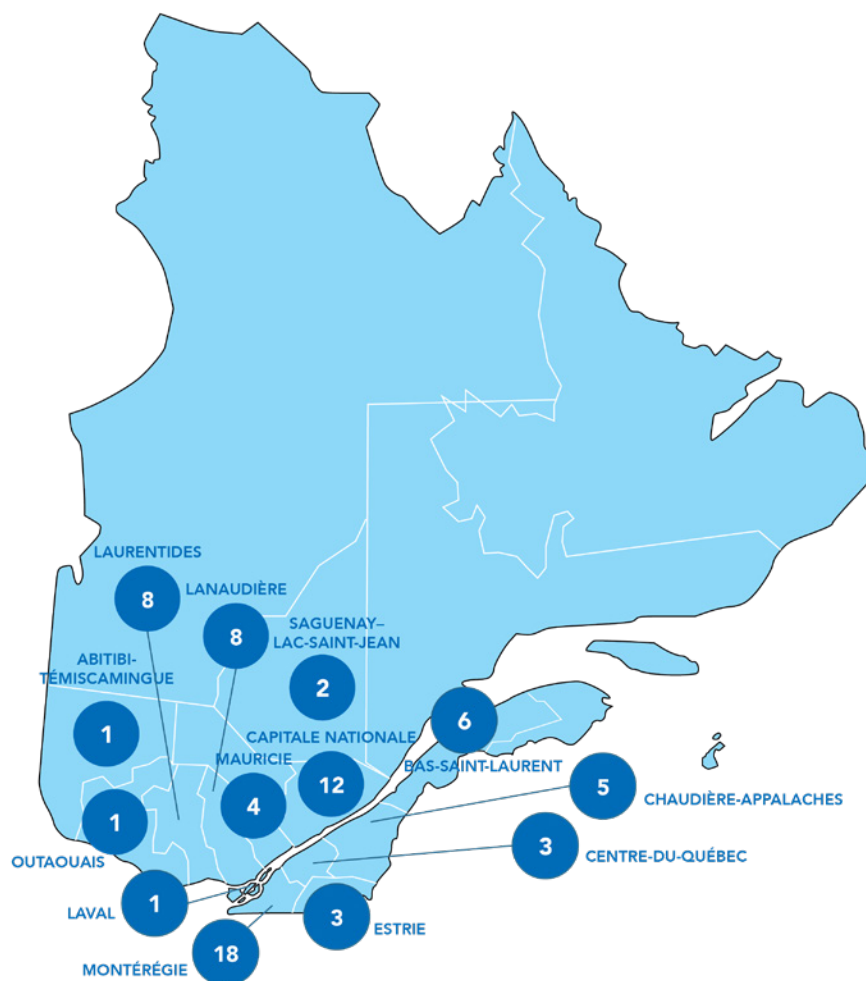 LAURENTIDES
8
LANAUDIÈRE
8
SAGUENAY–
LAC-SAINT-JEAN
2
ABITIBI-
TÉMISCAMINGUE
1
CAPITALE NATIONALE
12
MAURICIE
4
6
BAS-SAINT-LAURENT
5
CHAUDIÈRE-APPALACHES
1
OUTAOUAIS
3
CENTRE-DU-QUÉBEC
1
LAVAL
3
ESTRIE
18
MONTÉRÉGIE